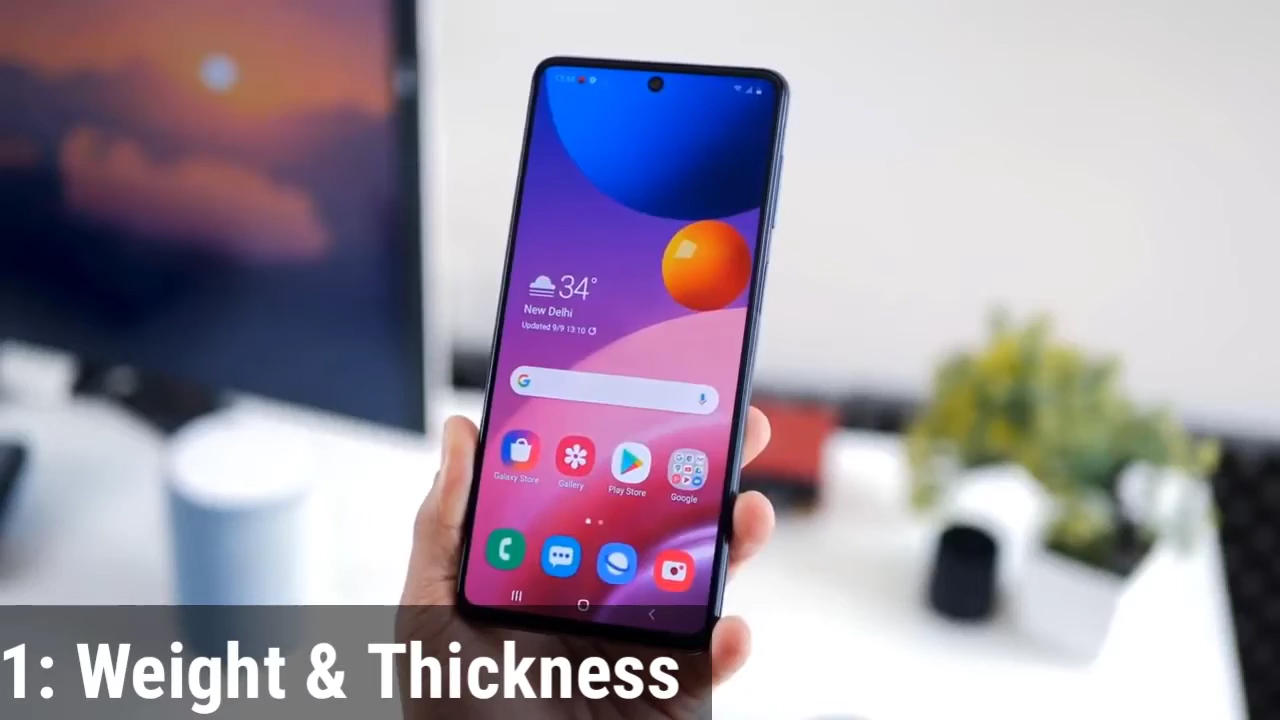 34°
New Delhi
Updated 9/9 13:10
Galaxy Store
Gallery
Play Store
Google
1: Weight & Thickness